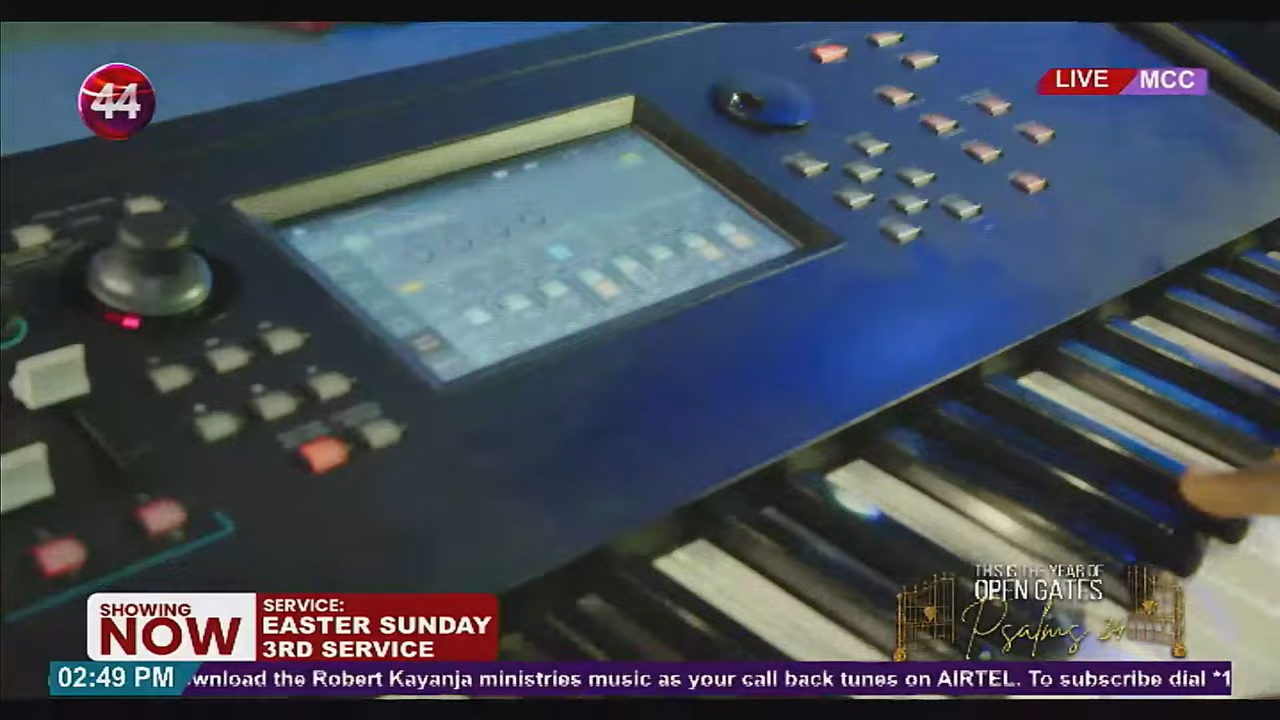 44
LIVE MCC
THIS IS THE YEAR OF
OPEN GATES
Psalms 24
SHOWING
NOW
SERVICE:
EASTER SUNDAY
3RD SERVICE
02:49 PM
wnload the Robert Kayanja ministries music as your call back tunes on AIRTEL. To subscribe dial *1